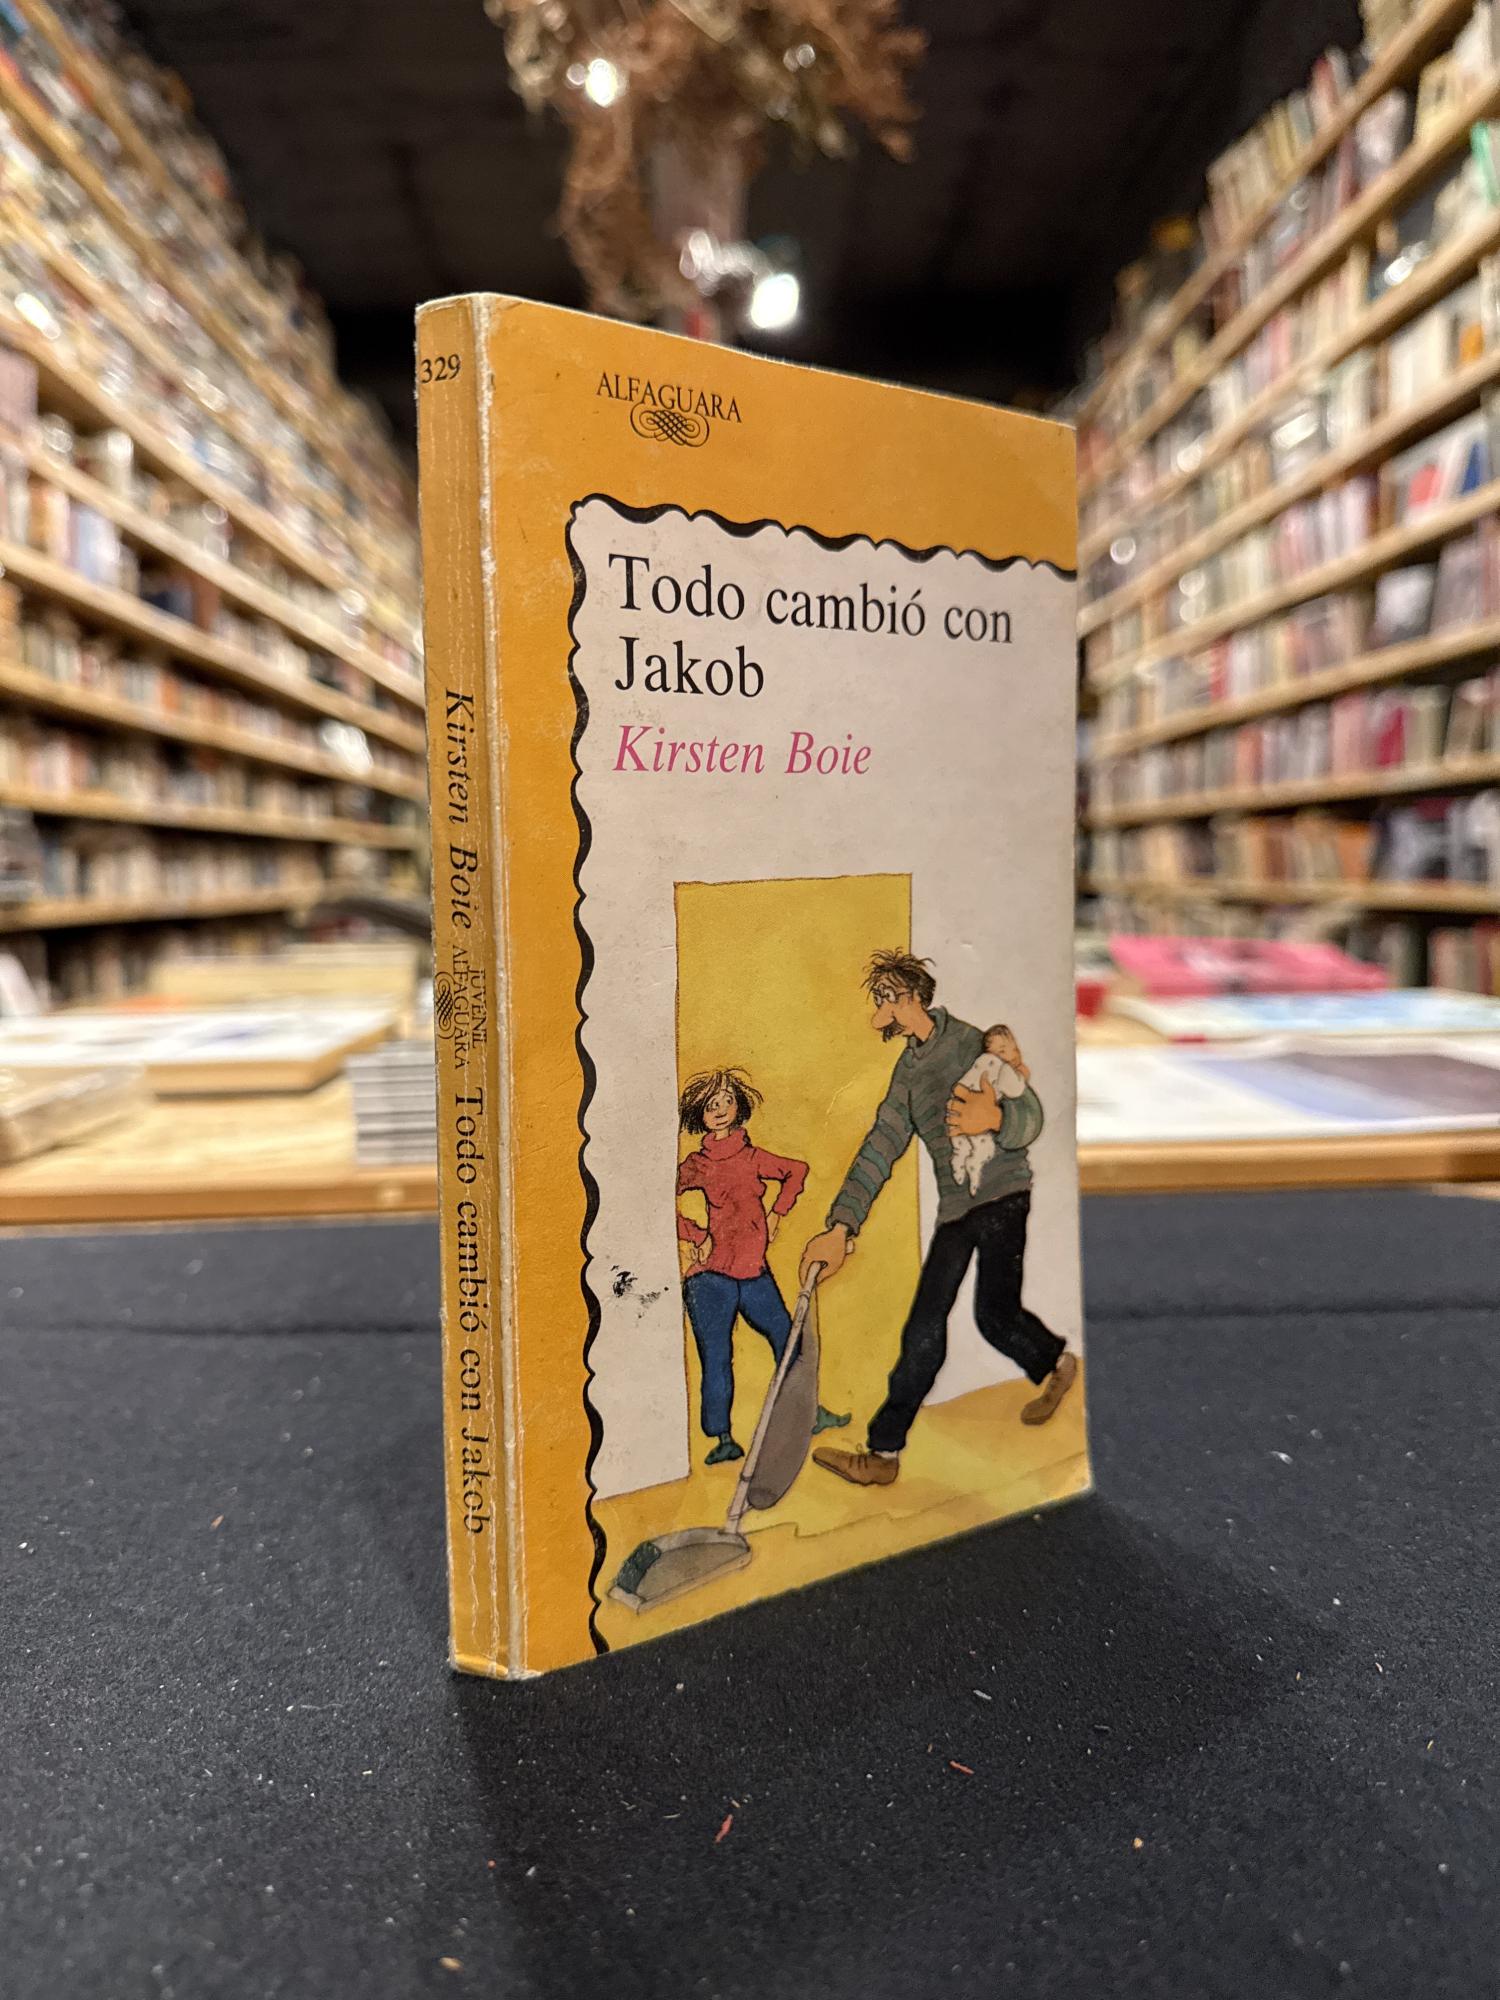 329
Kirsten Boie
JUVENIL
ALFAGUARA
Todo cambió con Jakob
ALFAGUARA
Todo cambió con
Jakob
Kirsten Boie